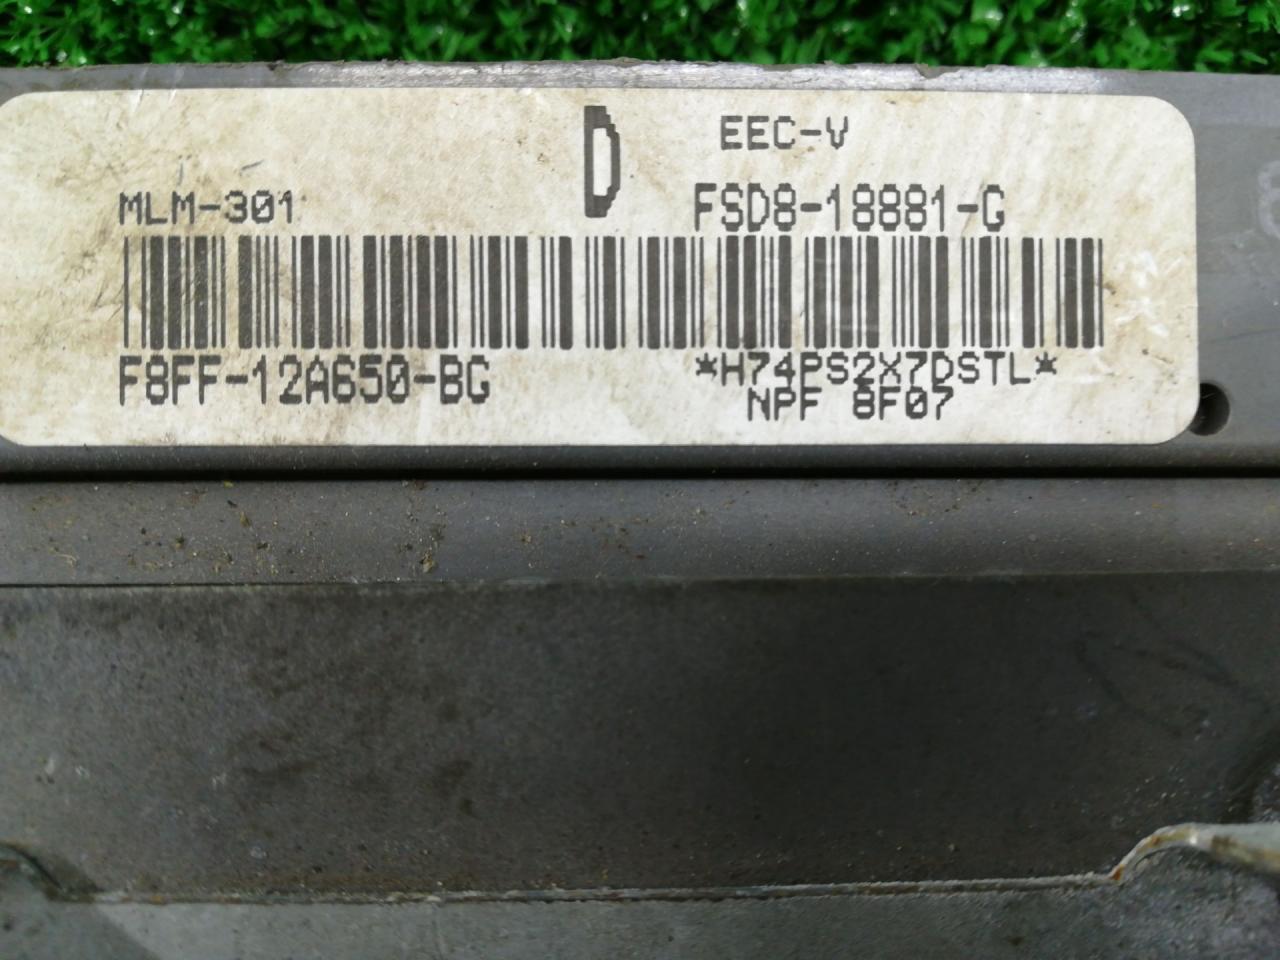 D
EEC-V
MLM-301
FSD8-18881-G
F8FF-12A650-BG
*H74PS2X7DSTL*
NPF 8F07